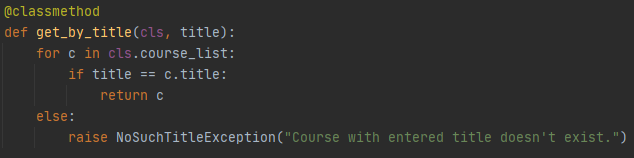 @classmethod
def get_by_title(cls, title):
    for c in cls.course_list:
        if title == c.title:
            return c
    else:
        raise NoSuchTitleException("Course with entered title doesn't exist.")